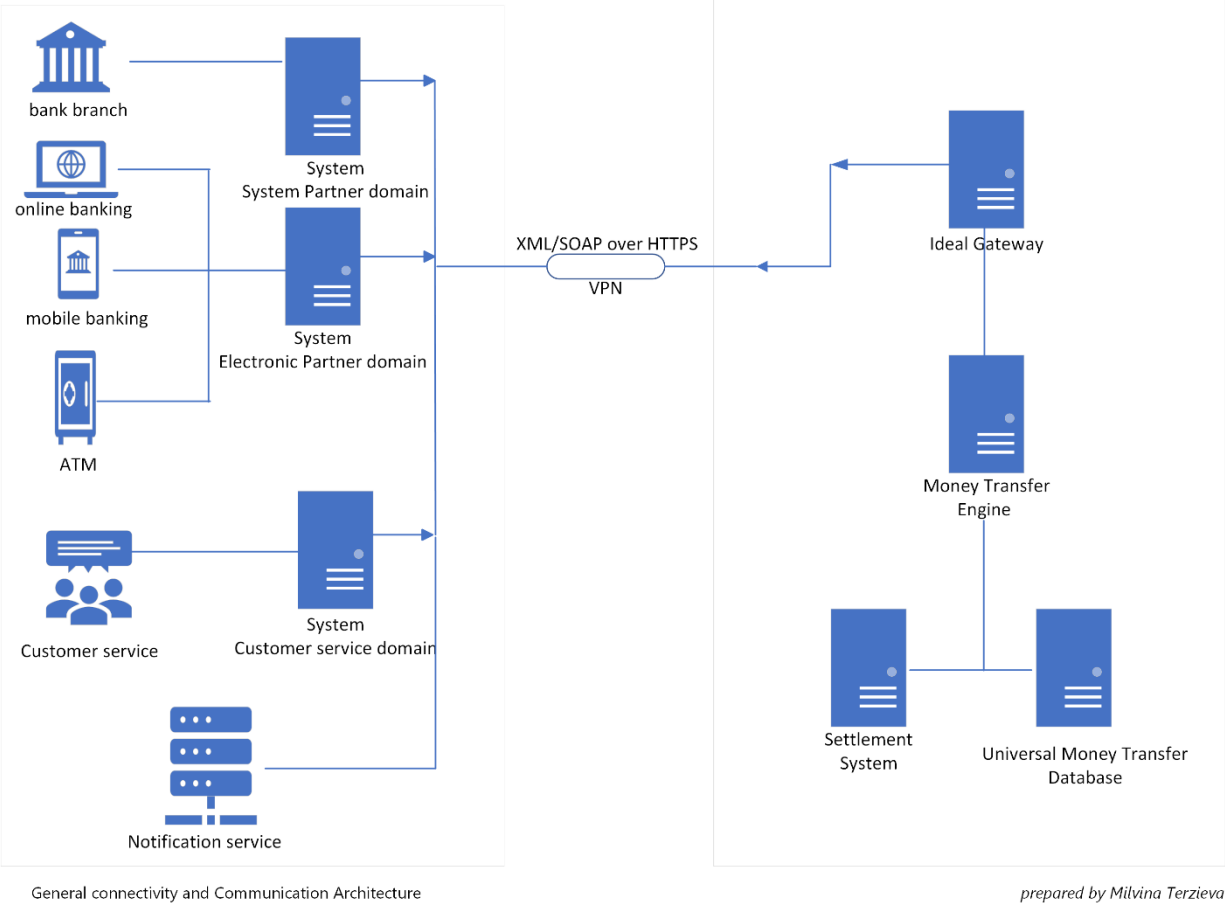 bank branch
System
System Partner domain
online banking
mobile banking
System
Electronic Partner domain
ATM
Customer service
System
Customer service domain
Notification service
XML/SOAP over HTTPS
VPN
Ideal Gateway
Money Transfer
Engine
Settlement
System
Universal Money Transfer
Database
General connectivity and Communication Architecture
prepared by Milvina Terzieva